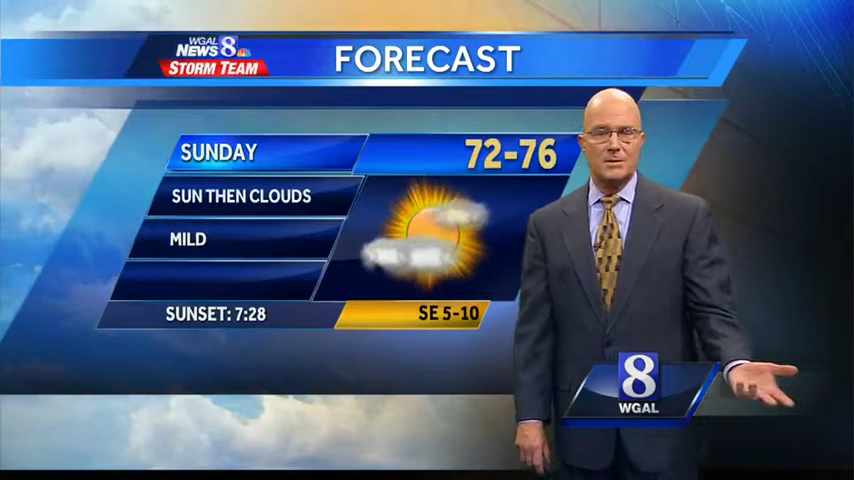 WGAL
NEWS 8
STORM TEAM
FORECAST
SUNDAY
72-76
SUN THEN CLOUDS
MILD
SUNSET: 7:28
SE 5-10
8
WGAL